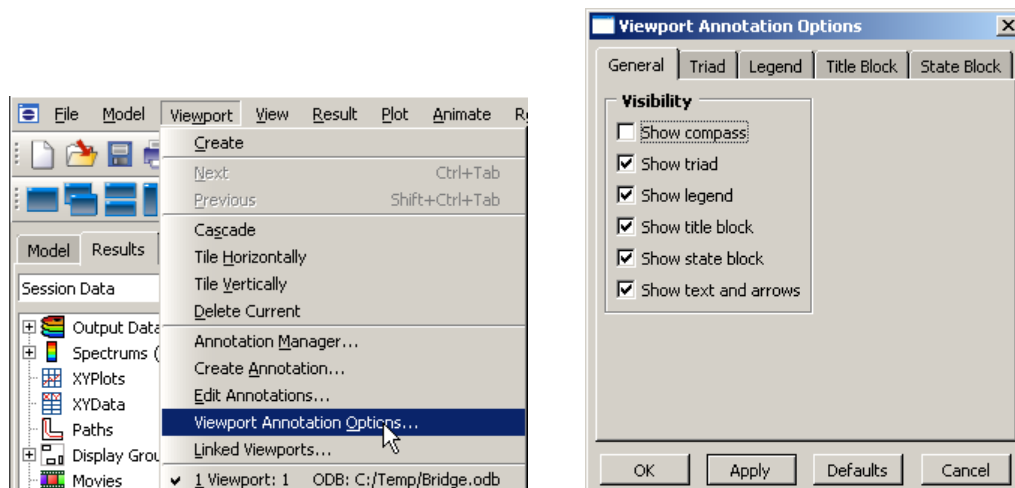 File Model Viewport View Result Plot Animate
Create
Next Ctrl+Tab
Previous Shift+Ctrl+Tab
Cascade
Tile Horizontally
Tile Vertically
Delete Current
Annotation Manager...
Create Annotation...
Edit Annotations...
Viewport Annotation Options...
Linked Viewports...
1 Viewport: 1 ODB: C:/Temp/Bridge.odb
Model Results
Session Data
Output Data
Spectrums (
XYPlots
XYData
Paths
Display Grou
Movies
Viewport Annotation Options
General Triad Legend Title Block State Block
Visibility
Show compass
Show triad
Show legend
Show title block
Show state block
Show text and arrows
OK Apply Defaults Cancel